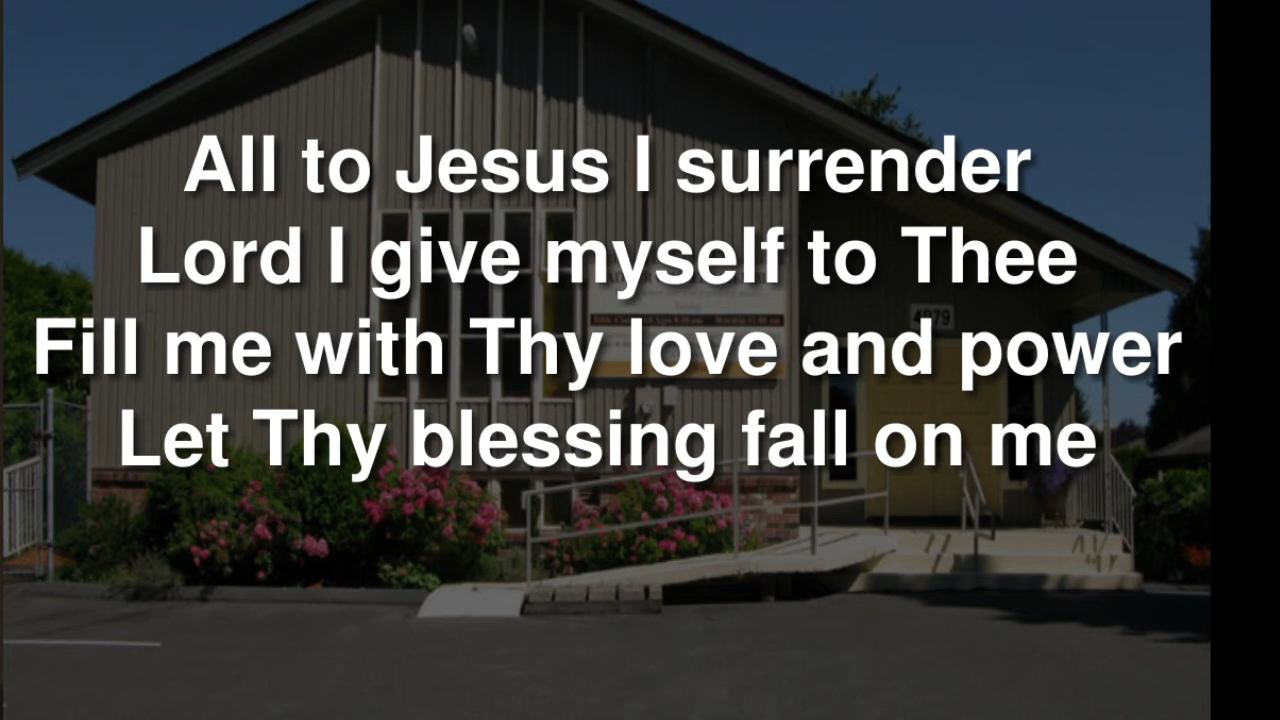 All to Jesus I surrender
Lord I give myself to Thee
Fill me with Thy love and power
Let Thy blessing fall on me
4979